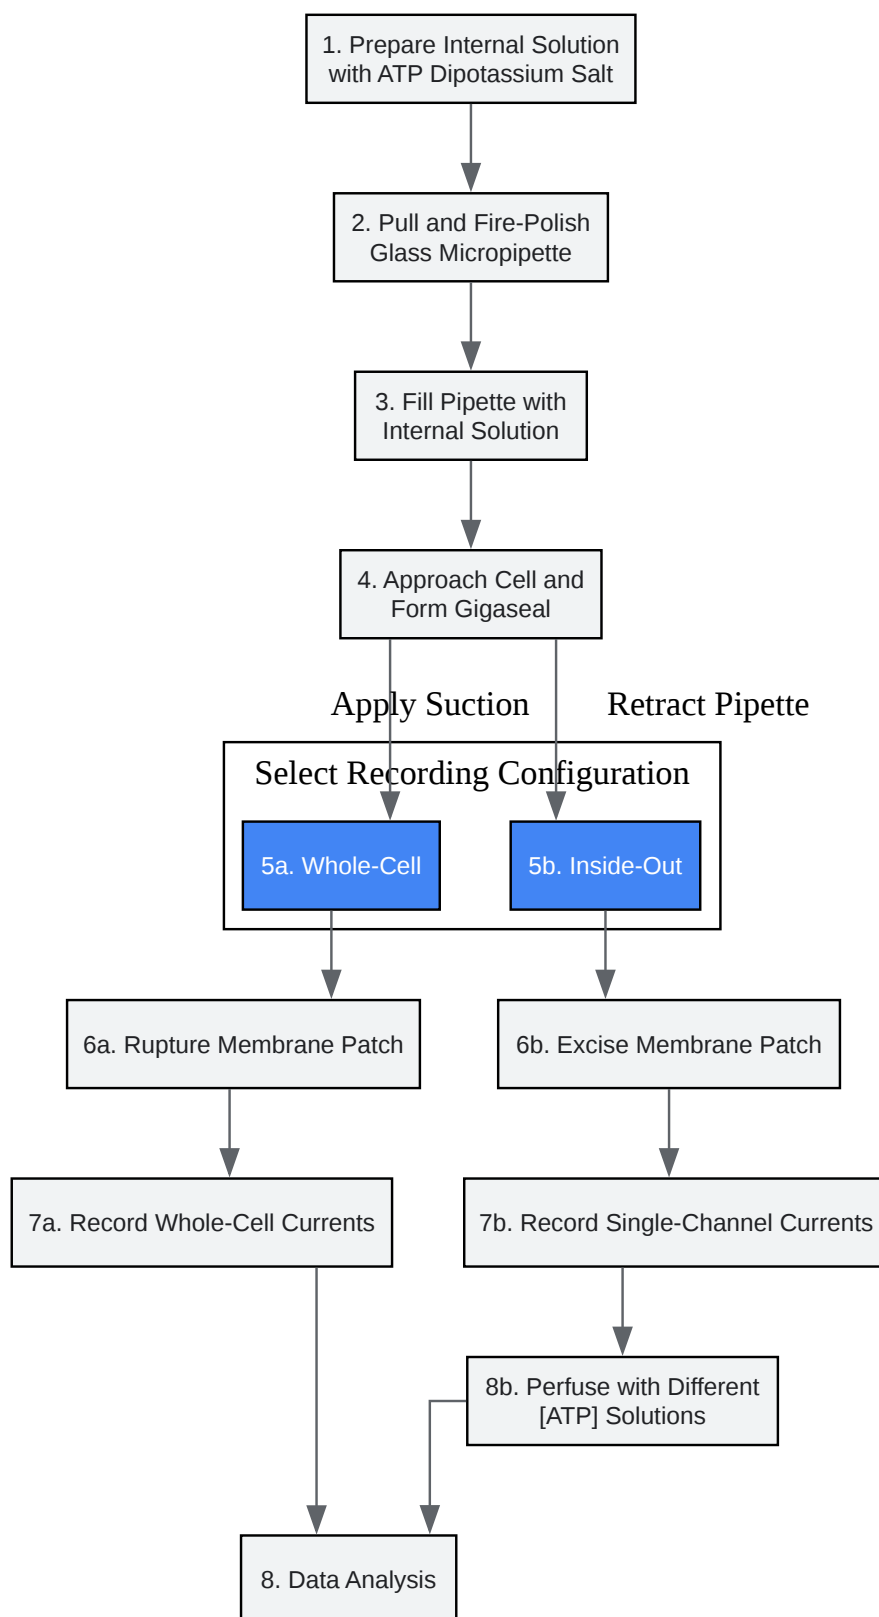 1. Prepare Internal Solution
with ATP Dipotassium Salt
2. Pull and Fire-Polish
Glass Micropipette
3. Fill Pipette with
Internal Solution
4. Approach Cell and
Form Gigaseal
Apply Suction
Retract Pipette
Select Recording Configuration
5a. Whole-Cell
5b. Inside-Out
6a. Rupture Membrane Patch
6b. Excise Membrane Patch
7a. Record Whole-Cell Currents
7b. Record Single-Channel Currents
8b. Perfuse with Different
[ATP] Solutions
8. Data Analysis